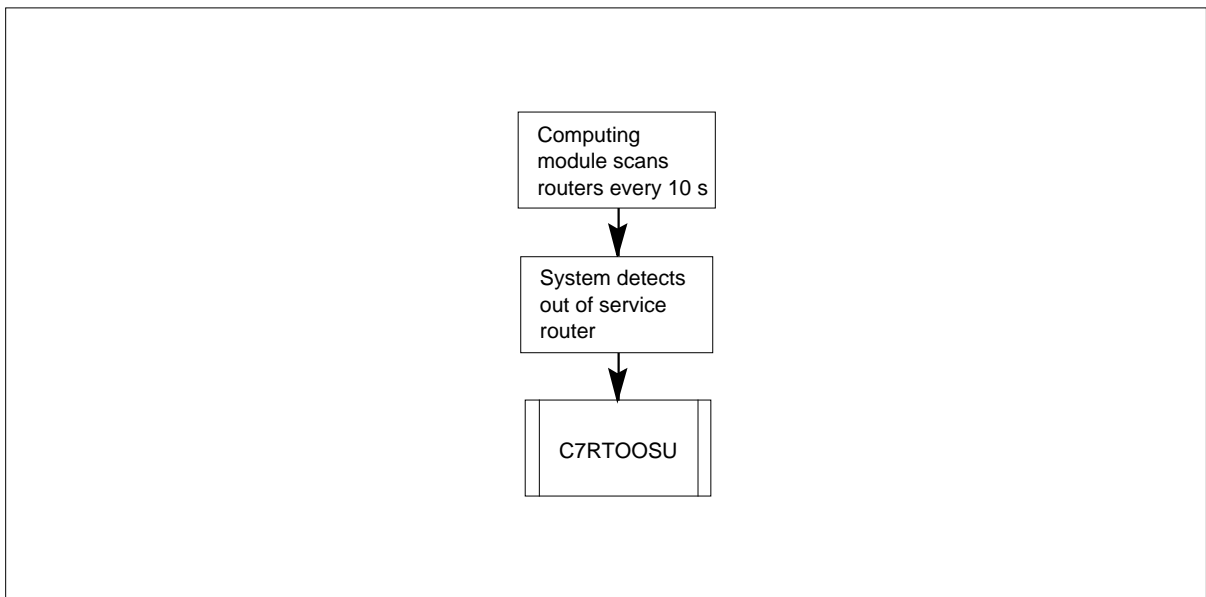 Computing
module scans
routers every 10 s
System detects
out of service
router
C7RTOOSU